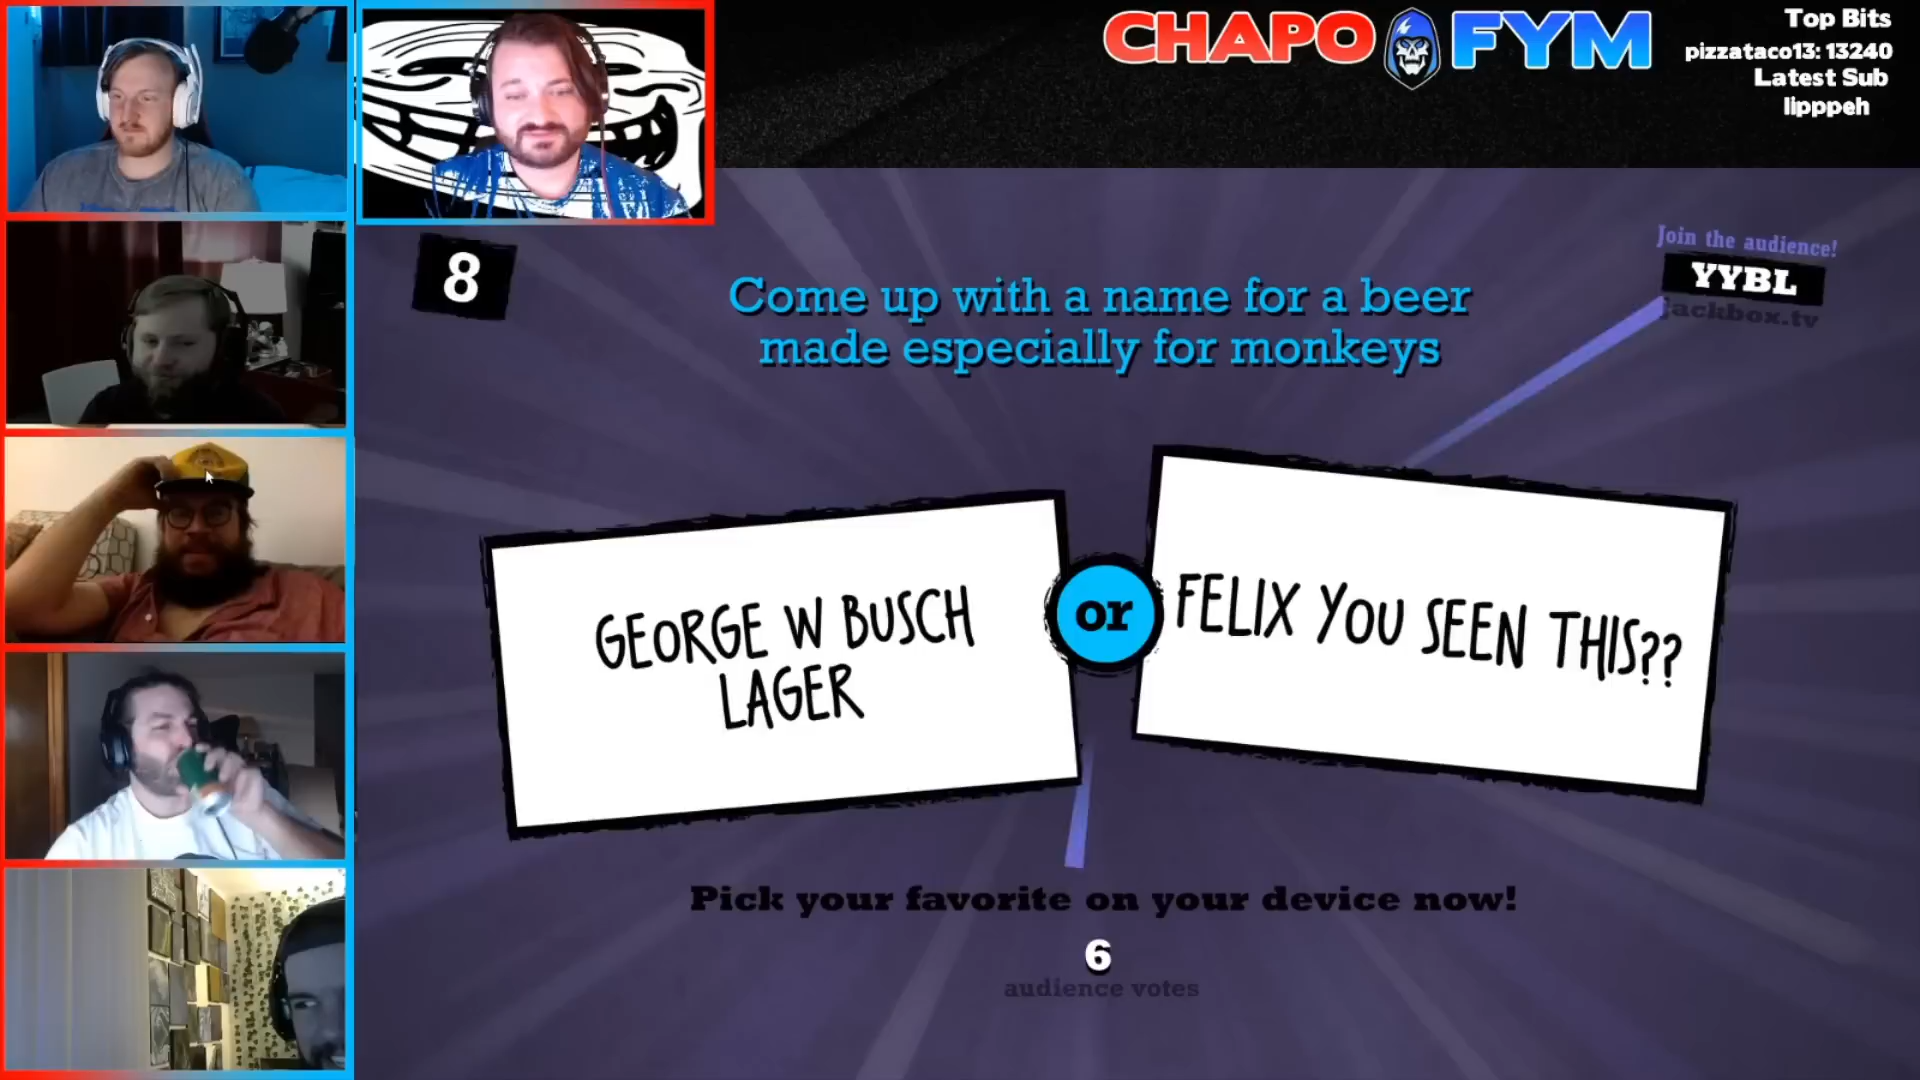 CHAPO FYM
Top Bits
pizzataco13: 13240
Latest Sub
lipppeh
8
Join the audience!
YYBL
jackbox.tv
Come up with a name for a beer
made especially for monkeys
GEORGE W BUSCH
LAGER
or
FELIX YOU SEEN THIS??
Pick your favorite on your device now!
6
audience votes